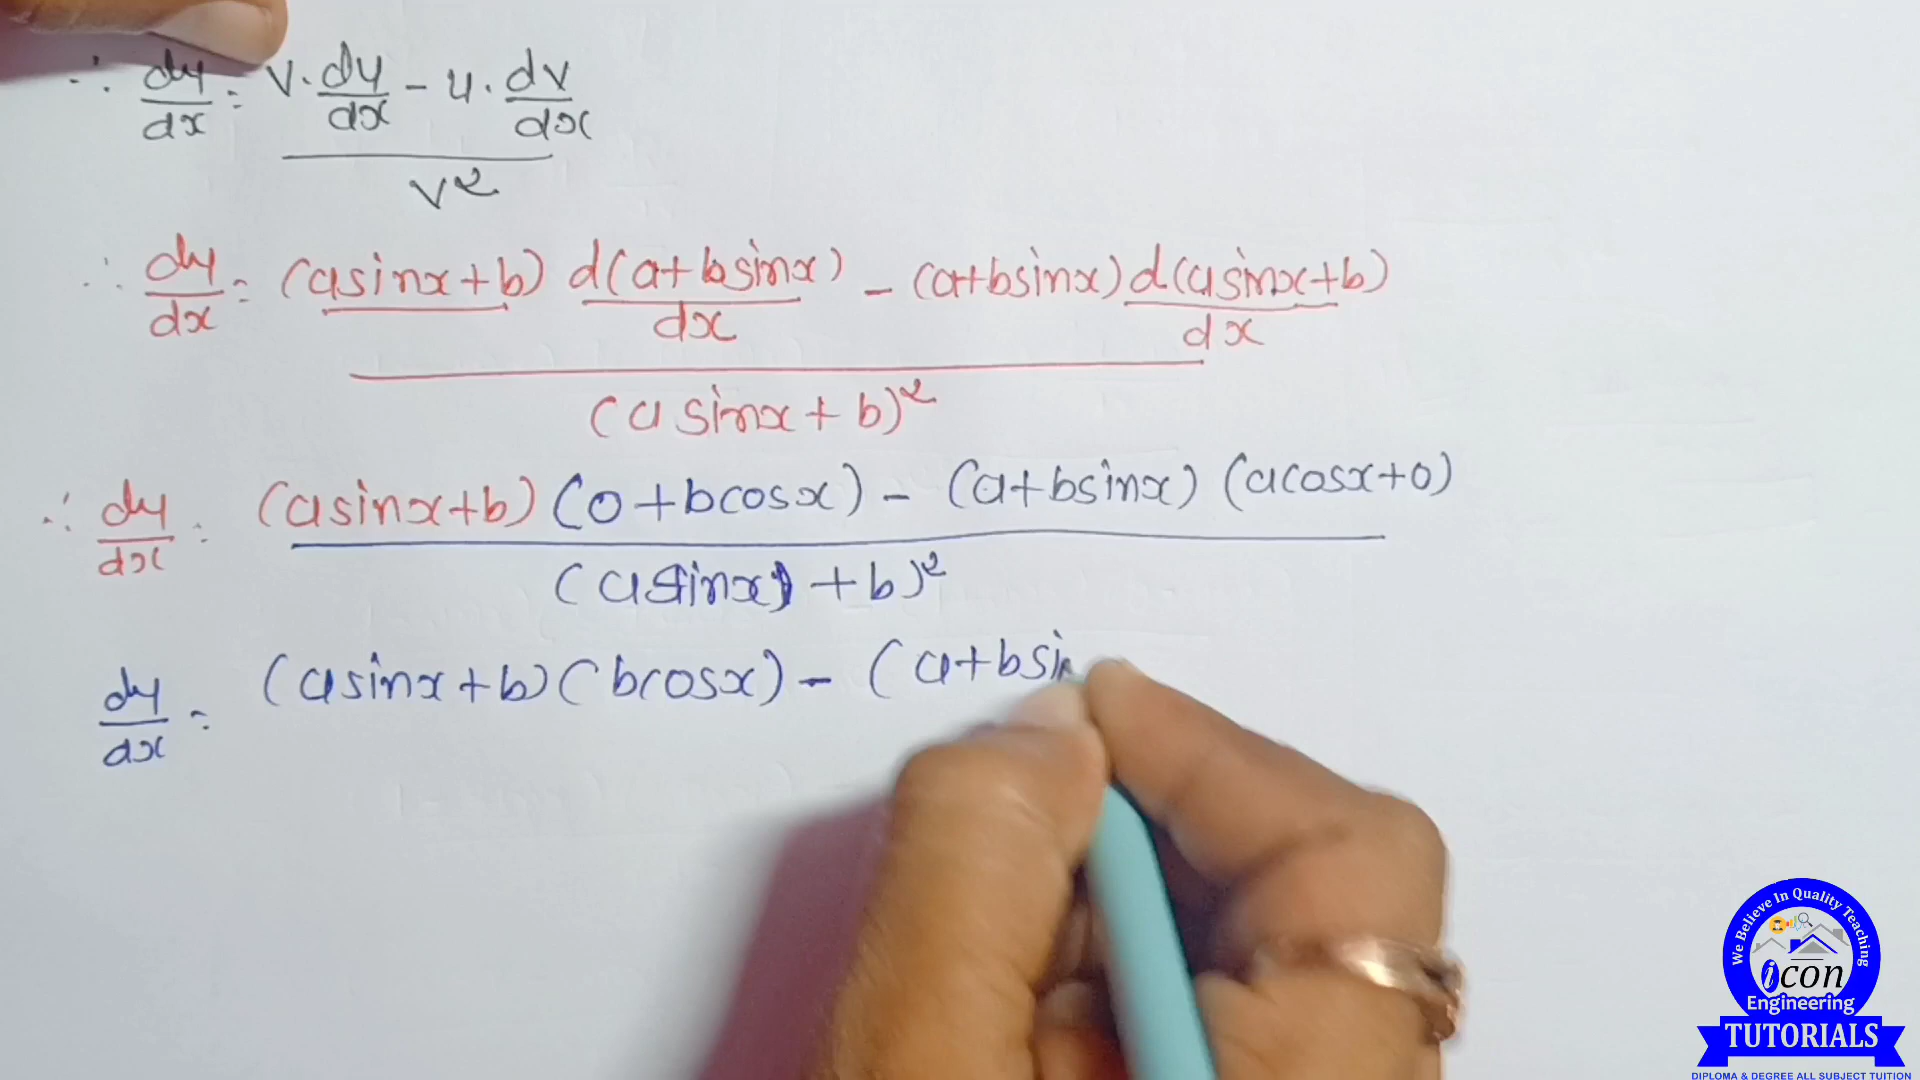 ∴ dy/dx = v · du/dx - u · dv/dx / v²
∴ dy/dx = (asinx+b) d(a+bsinx)/dx - (a+bsinx) d(asinx+b)/dx / (asinx+b)²
∴ dy/dx = (asinx+b) (0+bcosx) - (a+bsinx) (acosx+0) / (asinx)+b)²
dy/dx = (asinx+b) (bcosx) - (a+bsin
We Believe In Quality Teaching
icon
Engineering
TUTORIALS
DIPLOMA & DEGREE ALL SUBJECT TUITION